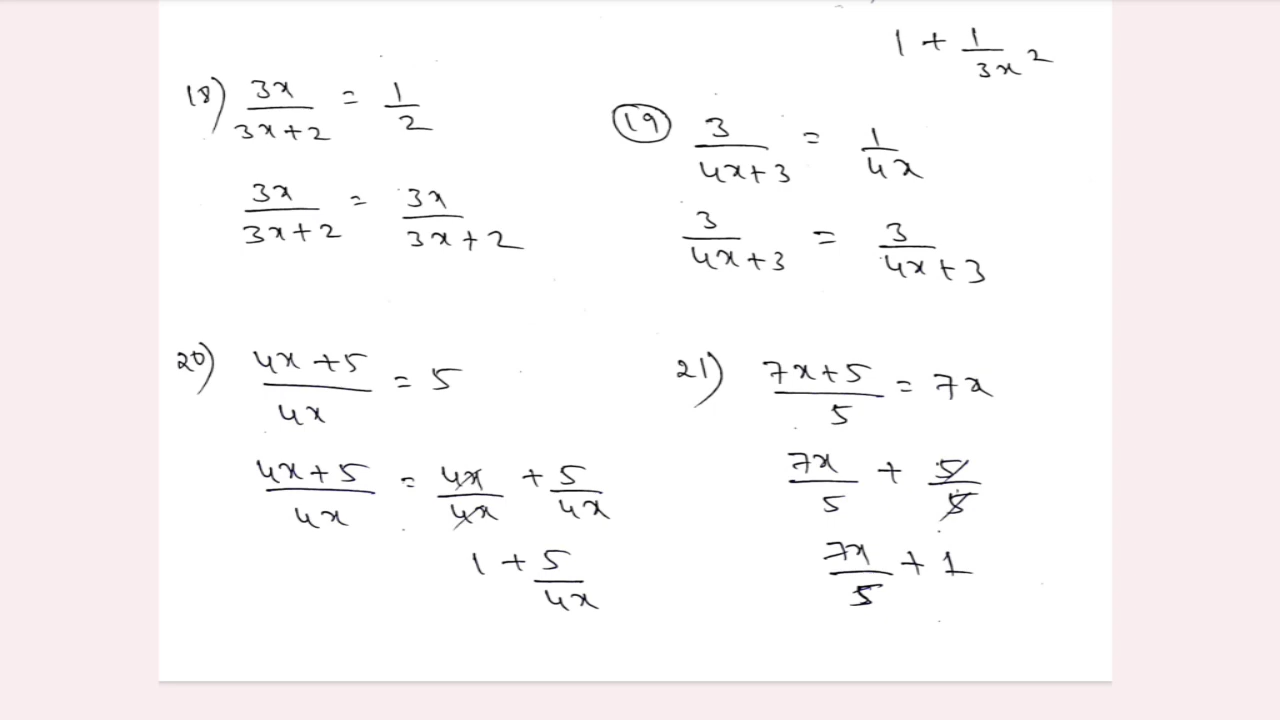 1 + 1/3x²
18) 3x/3x+2 = 1/2
3x/3x+2 = 3x/3x+2
19) 3/4x+3 = 1/4x
3/4x+3 = 3/4x+3
20) 4x+5/4x = 5
4x+5/4x = 4x/4x + 5/4x
1 + 5/4x
21) 7x+5/5 = 7x
7x/5 + 5/5
7x/5 + 1